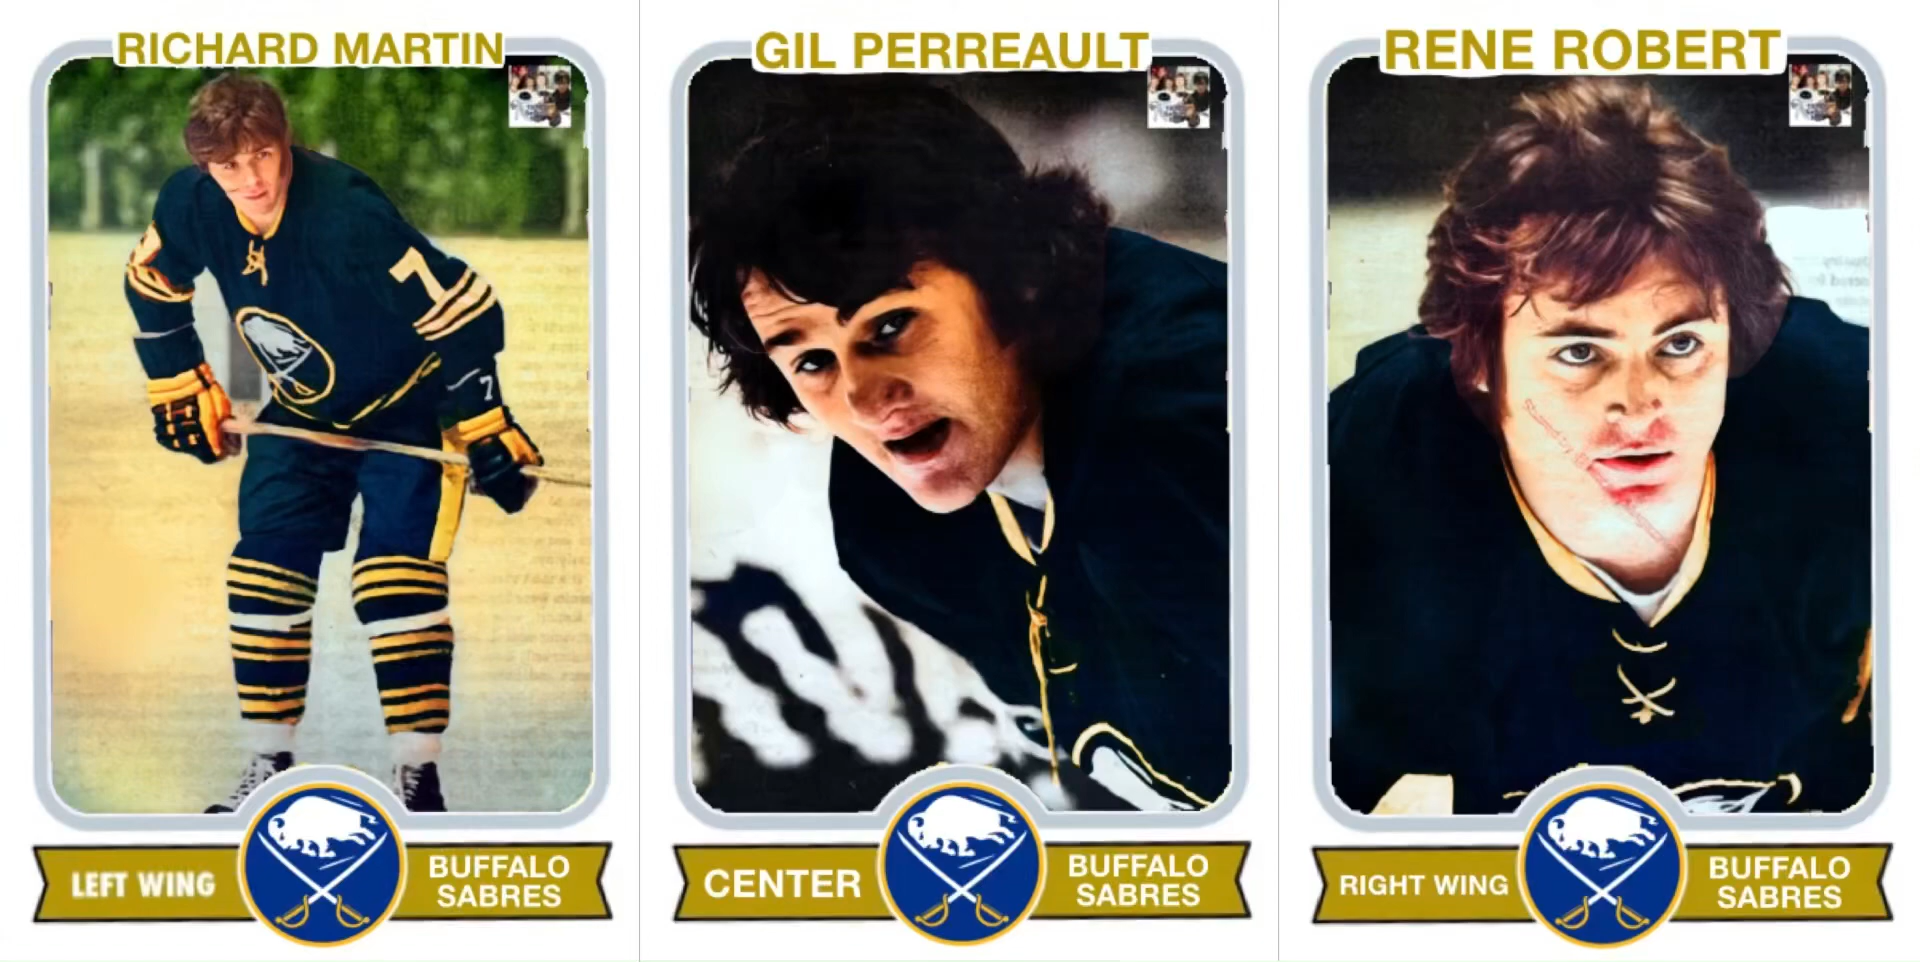 RICHARD MARTIN
7
7
LEFT WING
BUFFALO
SABRES
GIL PERREAULT
CENTER
BUFFALO
SABRES
RENE ROBERT
RIGHT WING
BUFFALO
SABRES